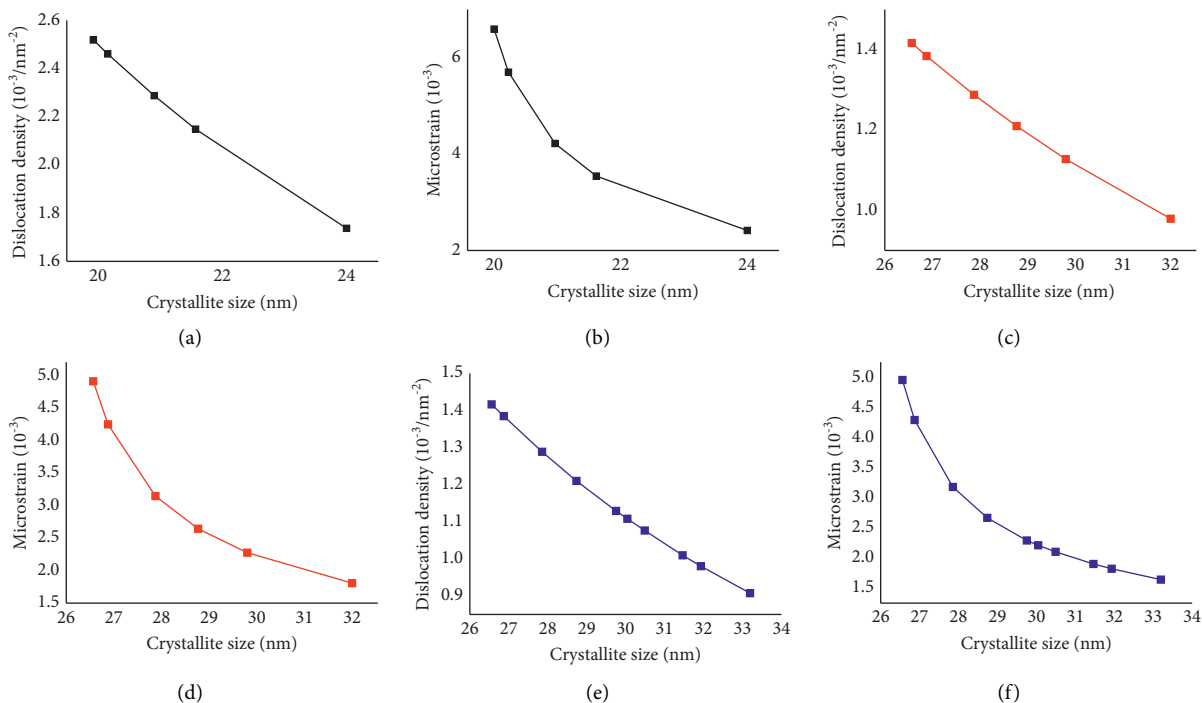 Dislocation density (10⁻³/nm⁻²)
2.6
2.4
2.2
2.0
1.8
1.6
20 22 24
Crystallite size (nm)
(a)
Microstrain (10⁻³)
6
4
2
20 22 24
Crystallite size (nm)
(b)
Dislocation density (10⁻³/nm⁻²)
1.4
1.2
1.0
26 27 28 29 30 31 32
Crystallite size (nm)
(c)
Microstrain (10⁻³)
5.0
4.5
4.0
3.5
3.0
2.5
2.0
1.5
26 27 28 29 30 31 32
Crystallite size (nm)
(d)
Dislocation density (10⁻³/nm⁻²)
1.5
1.4
1.3
1.2
1.1
1.0
0.9
26 27 28 29 30 31 32 33 34
Crystallite size (nm)
(e)
Microstrain (10⁻³)
5.0
4.5
4.0
3.5
3.0
2.5
2.0
1.5
26 27 28 29 30 31 32 33 34
Crystallite size (nm)
(f)